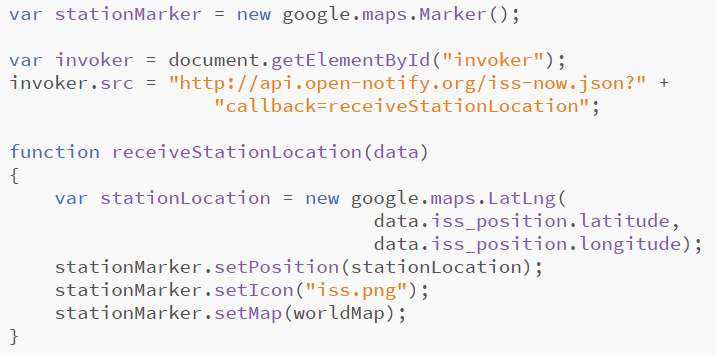 var stationMarker = new google.maps.Marker();

var invoker = document.getElementById("invoker");
invoker.src = "http://api.open-notify.org/iss-now.json?" +
                  "callback=receiveStationLocation";

function receiveStationLocation(data)
{
    var stationLocation = new google.maps.LatLng(
                                data.iss_position.latitude,
                                data.iss_position.longitude);
    stationMarker.setPosition(stationLocation);
    stationMarker.setIcon("iss.png");
    stationMarker.setMap(worldMap);
}